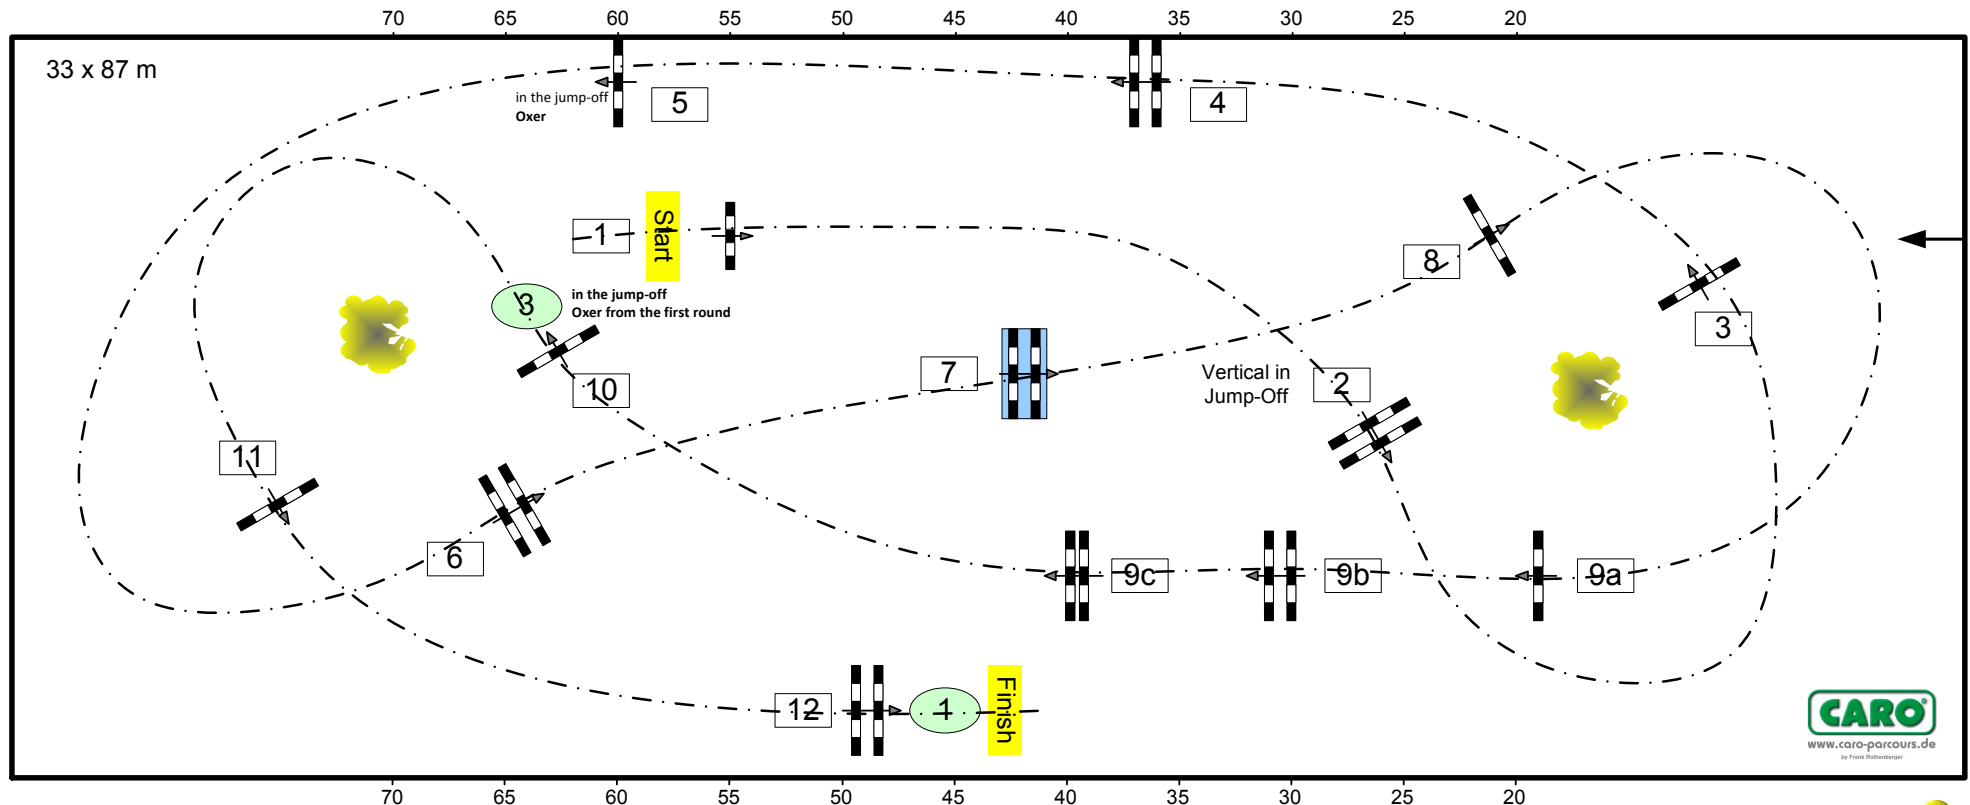 70 65 60 55 50 45 40 35 30 25 20
33 x 87 m
in the jump-off
Oxer
5
4
1
Start
8
3
in the jump-off
Oxer from the first round
3
7
Vertical in
Jump-Off
2
10
11
6
9c
9b
9a
12
1
Finish
CARO
www.caro-parcours.de
by Frank Rothenberger
70 65 60 55 50 45 40 35 30 25 20